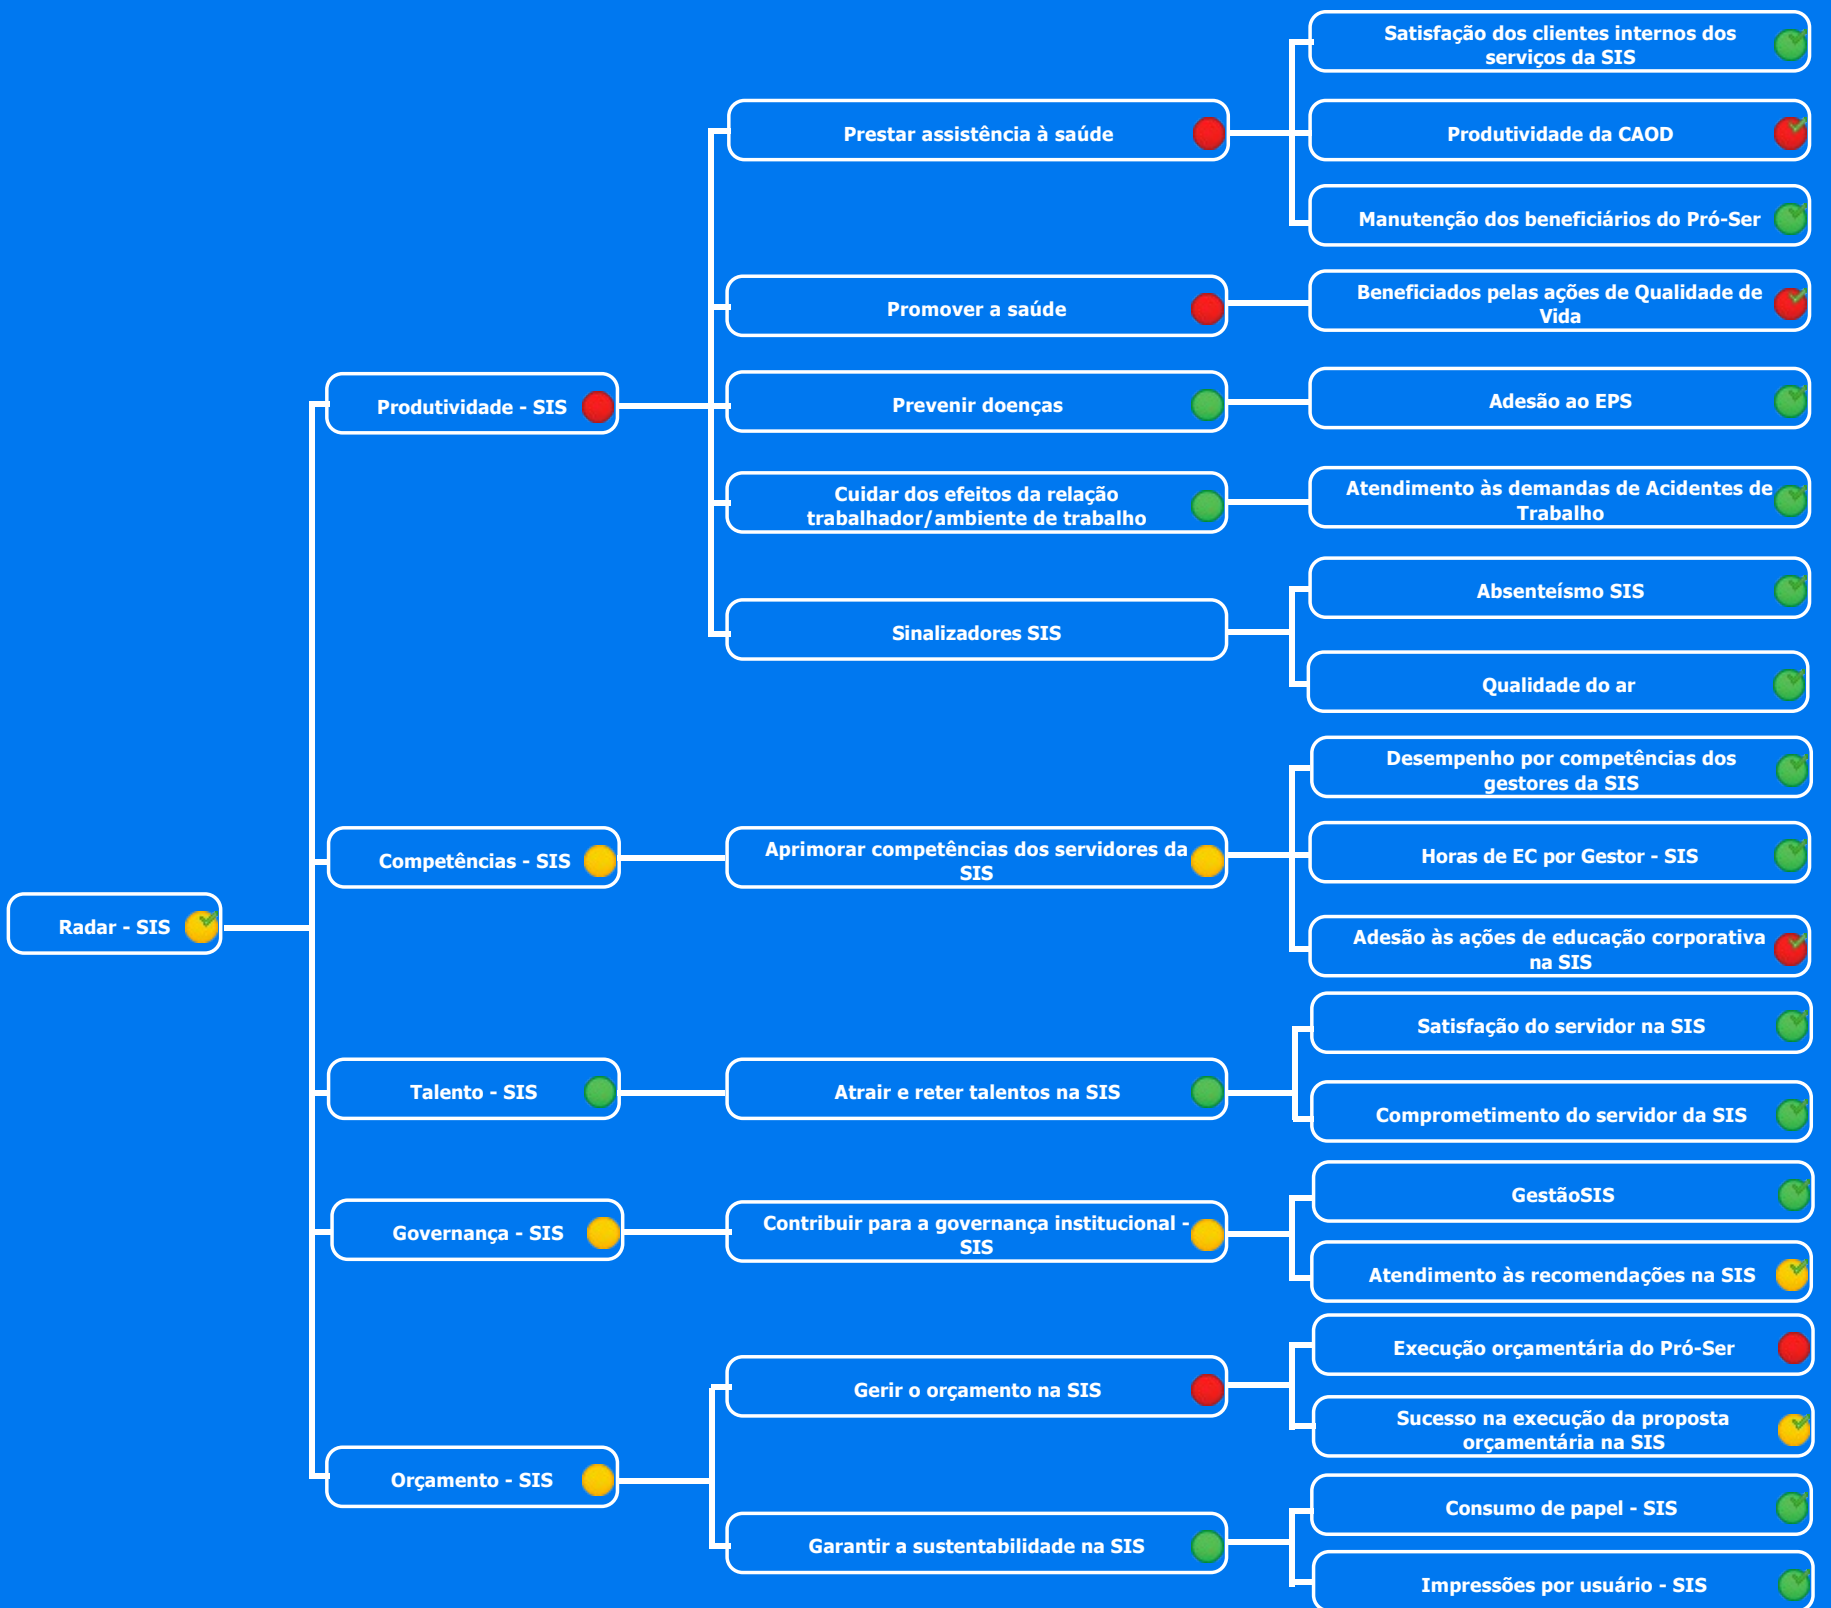 Satisfação dos clientes internos dos
serviços da SIS
Prestar assistência à saúde
Produtividade da CAOD
Manutenção dos beneficiários do Pró-Ser
Promover a saúde
Beneficiados pelas ações de Qualidade de
Vida
Produtividade - SIS
Prevenir doenças
Adesão ao EPS
Cuidar dos efeitos da relação
trabalhador/ambiente de trabalho
Atendimento às demandas de Acidentes de
Trabalho
Sinalizadores SIS
Absenteísmo SIS
Qualidade do ar
Desempenho por competências dos
gestores da SIS
Competências - SIS
Aprimorar competências dos servidores da
SIS
Horas de EC por Gestor - SIS
Radar - SIS
Adesão às ações de educação corporativa
na SIS
Satisfação do servidor na SIS
Talento - SIS
Atrair e reter talentos na SIS
Comprometimento do servidor da SIS
GestãoSIS
Governança - SIS
Contribuir para a governança institucional -
SIS
Atendimento às recomendações na SIS
Execução orçamentária do Pró-Ser
Gerir o orçamento na SIS
Sucesso na execução da proposta
orçamentária na SIS
Orçamento - SIS
Consumo de papel - SIS
Garantir a sustentabilidade na SIS
Impressões por usuário - SIS